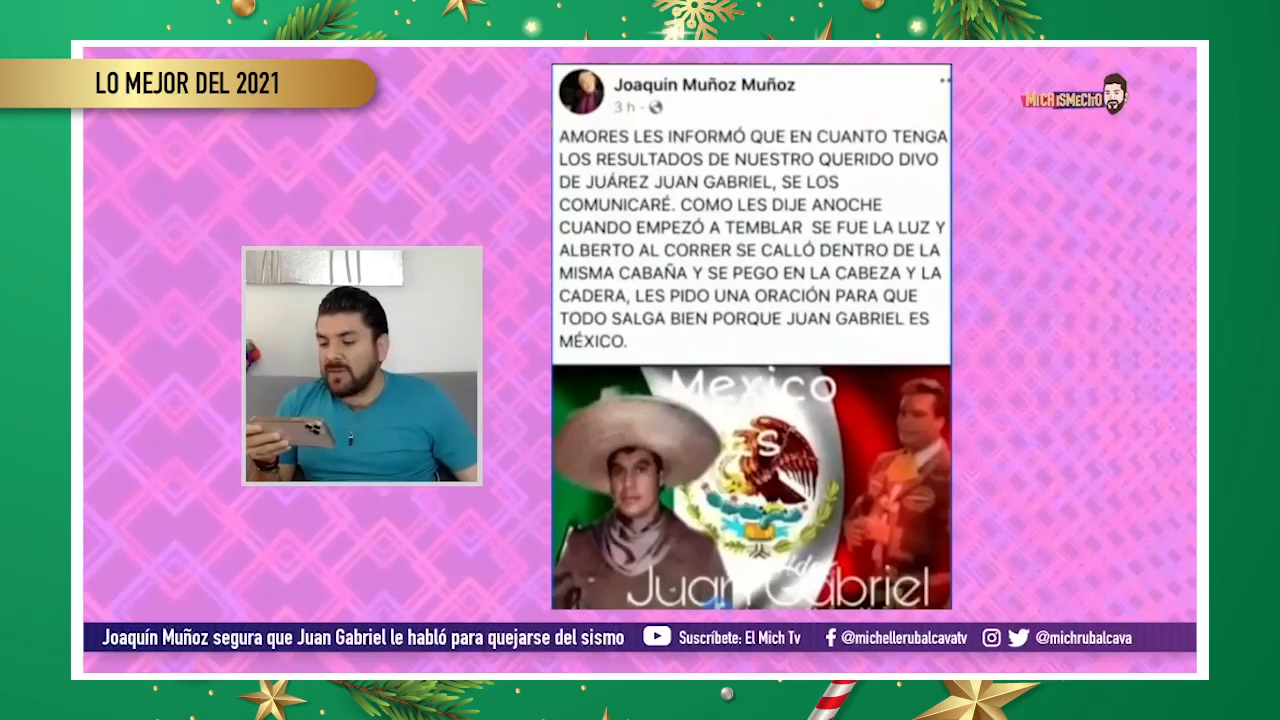 LO MEJOR DEL 2021
MICHISMECHO
Joaquin Muñoz Muñoz
3 h ·
AMORES LES INFORMÓ QUE EN CUANTO TENGA
LOS RESULTADOS DE NUESTRO QUERIDO DIVO
DE JUÁREZ JUAN GABRIEL, SE LOS
COMUNICARÉ. COMO LES DIJE ANOCHE
CUANDO EMPEZÓ A TEMBLAR SE FUE LA LUZ Y
ALBERTO AL CORRER SE CALLÓ DENTRO DE LA
MISMA CABAÑA Y SE PEGO EN LA CABEZA Y LA
CADERA, LES PIDO UNA ORACIÓN PARA QUE
TODO SALGA BIEN PORQUE JUAN GABRIEL ES
MÉXICO.
Mexico
es
Juan Gabriel
Joaquín Muñoz segura que Juan Gabriel le habló para quejarse del sismo Suscríbete: El Mich Tv @michellerubalcavatv @michrubalcava